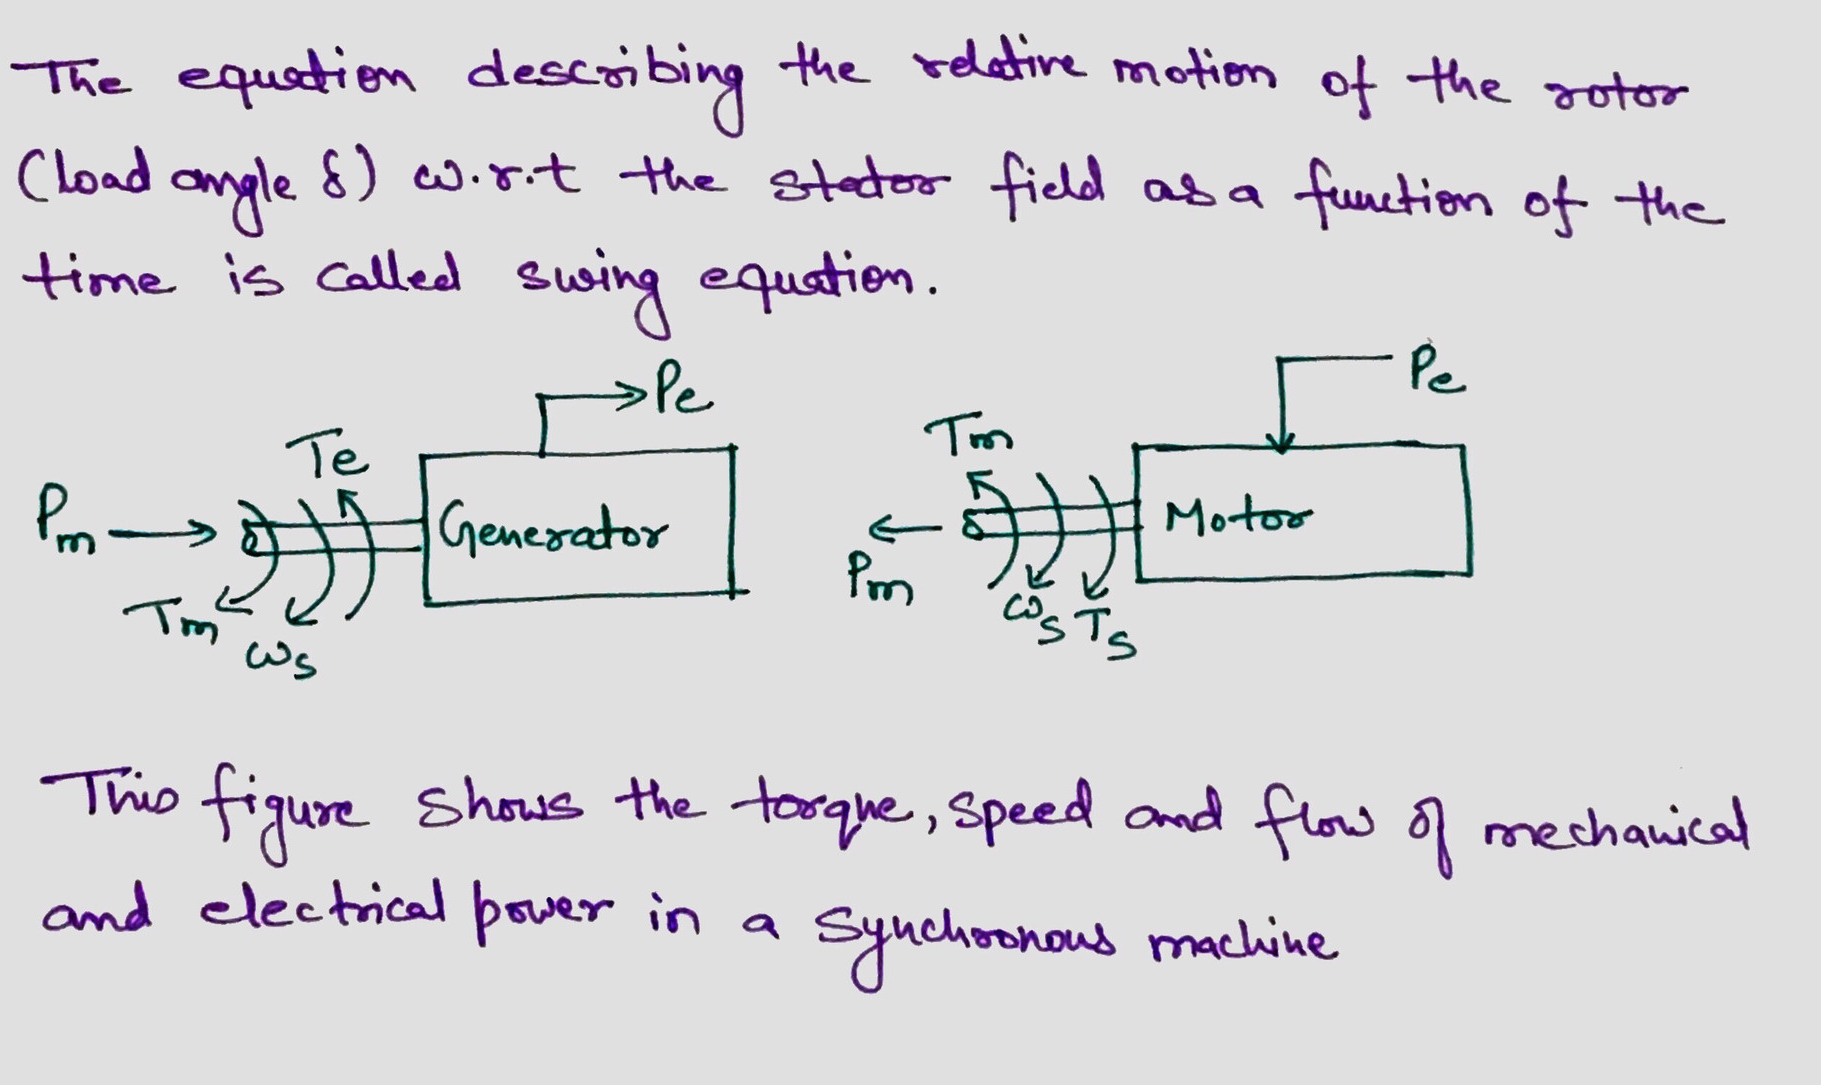 The equation describing the relative motion of the rotor
(load angle δ) w.r.t the stator field as a function of the
time is called swing equation.
Pe
Pe
Te
Tm
Pm
Generator
Motor
Pm
Tm
ωs
ωs
Ts
This figure shows the torque, speed and flow of mechanical
and electrical power in a synchronous machine